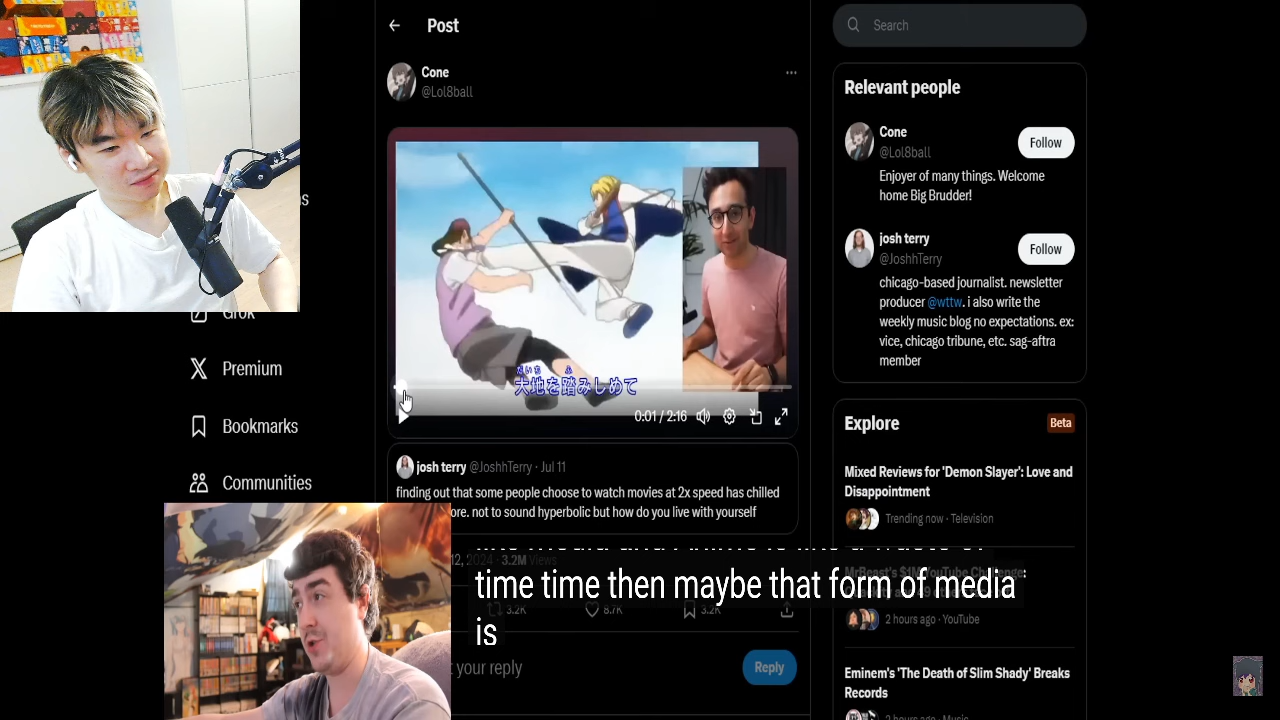 Post
Search
Cone
@Lol8ball
Relevant people
Cone
@Lol8ball
Follow
Enjoyer of many things. Welcome
home Big Brudder!
josh terry
@JoshhTerry
Follow
chicago-based journalist. newsletter
producer @wttw. i also write the
weekly music blog no expectations. ex:
vice, chicago tribune, etc. sag-aftra
member
Grok
Premium
Bookmarks
Communities
だいち ふ
大地を踏みしめて
0:01 / 2:16
josh terry @JoshhTerry · Jul 11
finding out that some people choose to watch movies at 2x speed has chilled
ore. not to sound hyperbolic but how do you live with yourself
12, 2024 · 3.2M Views
time time then maybe that form of media
is
3.2K
8.7K
3.2K
your reply
Reply
Explore
Beta
Mixed Reviews for 'Demon Slayer': Love and
Disappointment
Trending now · Television
MrBeast's $1M YouTube Challenge:
2 hours ago · YouTube
Eminem's 'The Death of Slim Shady' Breaks
Records
2 hours ago · Music